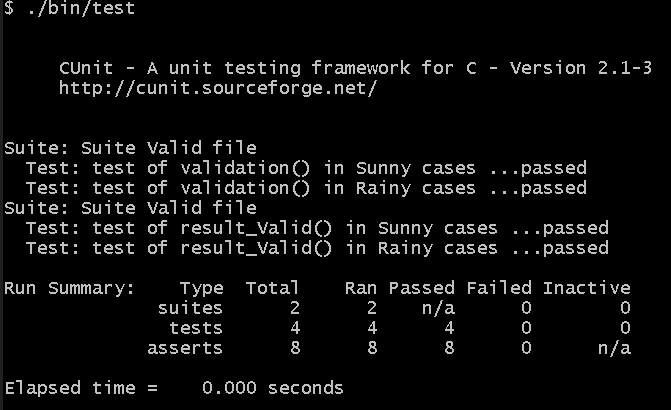 $ ./bin/test
CUnit - A unit testing framework for C - Version 2.1-3
http://cunit.sourceforge.net/
Suite: Suite Valid file
Test: test of validation() in Sunny cases ...passed
Test: test of validation() in Rainy cases ...passed
Suite: Suite Valid file
Test: test of result_Valid() in Sunny cases ...passed
Test: test of result_Valid() in Rainy cases ...passed
Run Summary: Type Total Ran Passed Failed Inactive
suites 2 2 n/a 0 0
tests 4 4 4 0 0
asserts 8 8 8 0 n/a
Elapsed time = 0.000 seconds